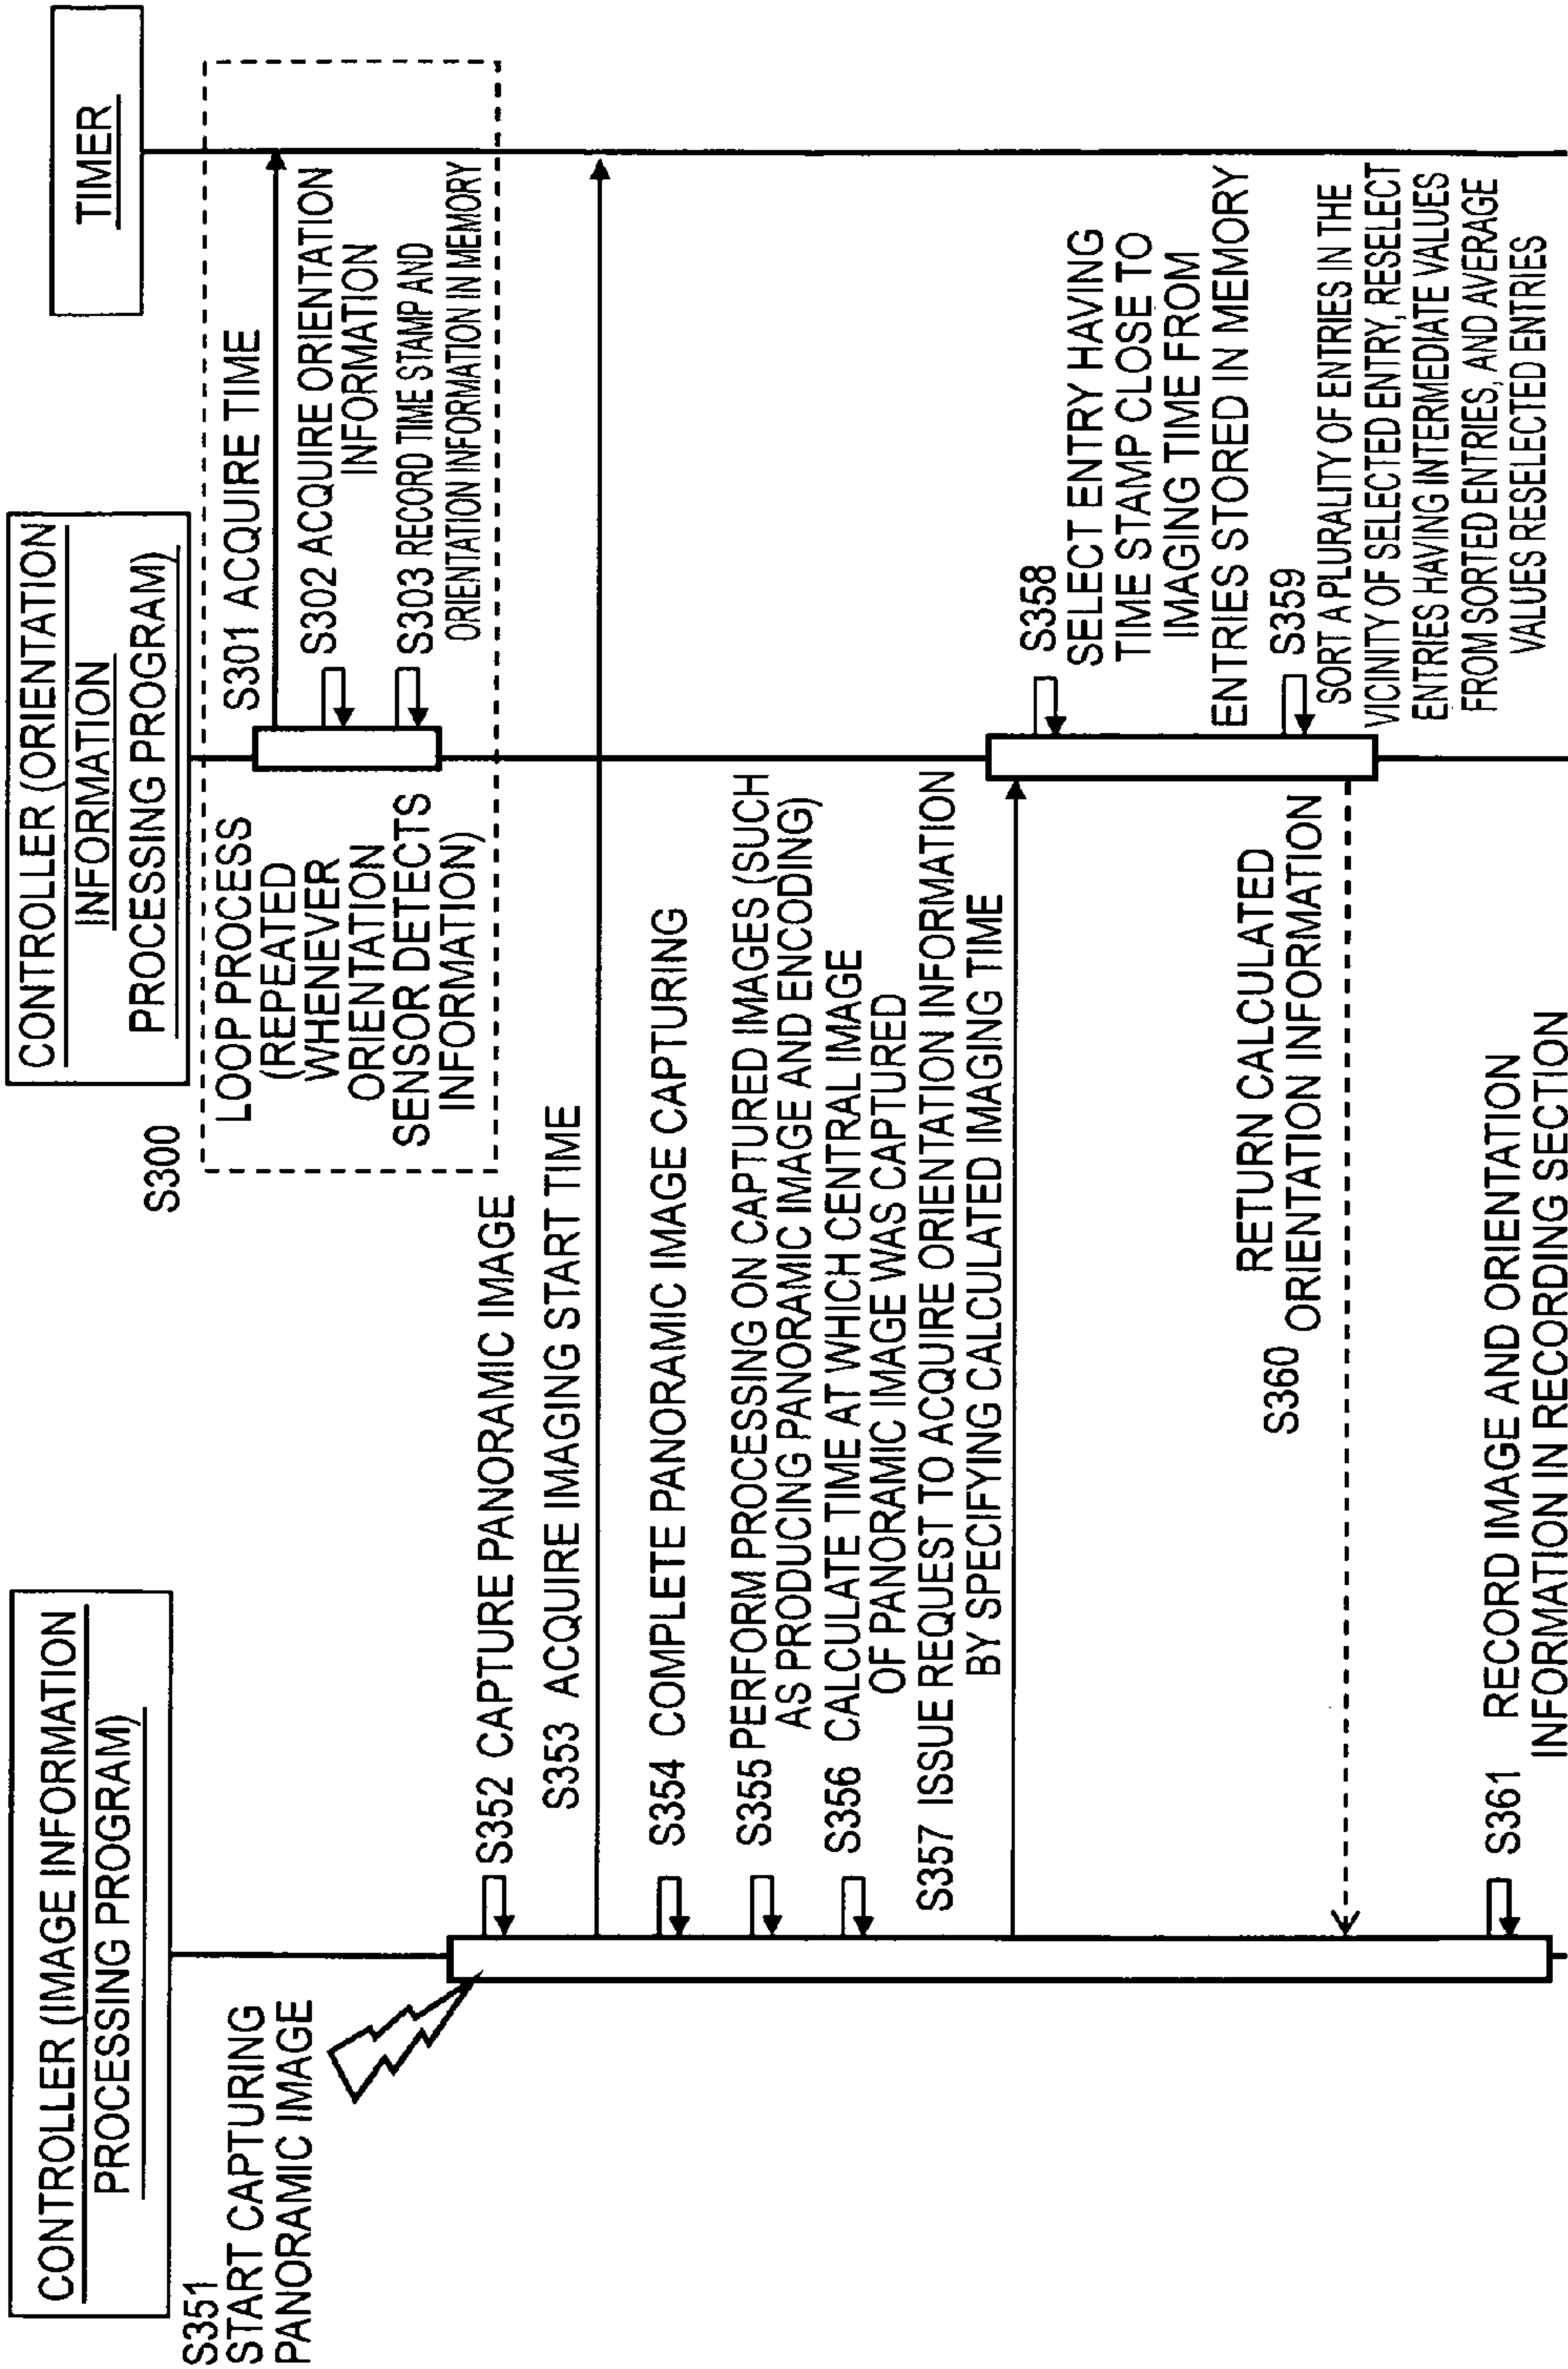 CONTROLLER (IMAGE INFORMATION
PROCESSING PROGRAM)
CONTROLLER (ORIENTATION
INFORMATION
PROCESSING PROGRAM)
TIMER
S300
LOOP PROCESS
(REPEATED
WHENEVER
ORIENTATION
SENSOR DETECTS
INFORMATION)
S301 ACQUIRE TIME
S302 ACQUIRE ORIENTATION
INFORMATION
S303 RECORD TIME STAMP AND
ORIENTATION INFORMATION IN MEMORY
S351
START CAPTURING
PANORAMIC IMAGE
S352 CAPTURE PANORAMIC IMAGE
S353 ACQUIRE IMAGING START TIME
S354 COMPLETE PANORAMIC IMAGE CAPTURING
S355 PERFORM PROCESSING ON CAPTURED IMAGES (SUCH
AS PRODUCING PANORAMIC IMAGE AND ENCODING)
S356 CALCULATE TIME AT WHICH CENTRAL IMAGE
OF PANORAMIC IMAGE WAS CAPTURED
S357 ISSUE REQUEST TO ACQUIRE ORIENTATION INFORMATION
BY SPECIFYING CALCULATED IMAGING TIME
S358
SELECT ENTRY HAVING
TIME STAMP CLOSE TO
IMAGING TIME FROM
ENTRIES STORED IN MEMORY
S359
SORT A PLURALITY OF ENTRIES IN THE
VICINITY OF SELECTED ENTRY, RESELECT
ENTRIES HAVING INTERMEDIATE VALUES
FROM SORTED ENTRIES, AND AVERAGE
VALUES RESELECTED ENTRIES
RETURN CALCULATED
S360 ORIENTATION INFORMATION
S361 RECORD IMAGE AND ORIENTATION
INFORMATION IN RECORDING SECTION